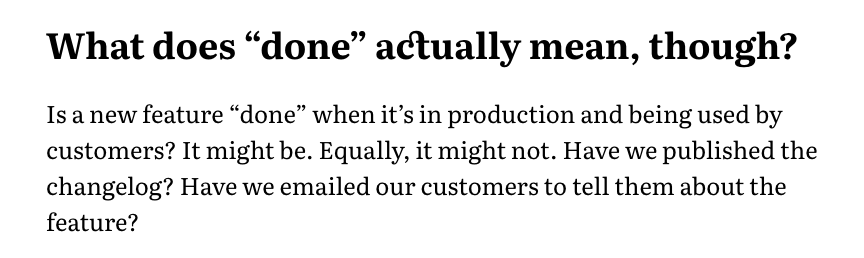 What does “done” actually mean, though?
Is a new feature “done” when it’s in production and being used by
customers? It might be. Equally, it might not. Have we published the
changelog? Have we emailed our customers to tell them about the
feature?